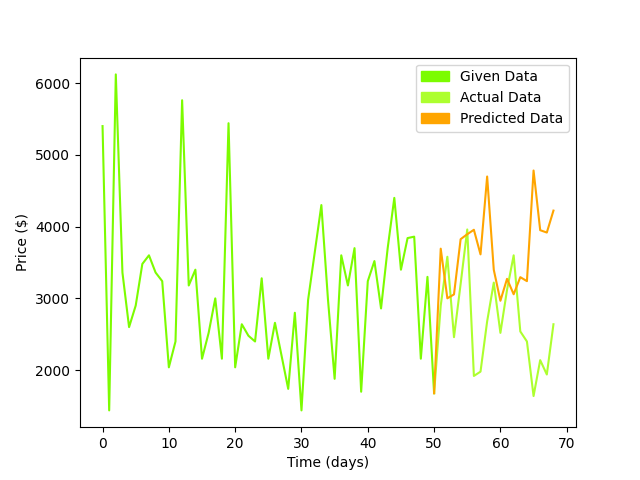 Given Data
Actual Data
Predicted Data
Price ($)
6000
5000
4000
3000
2000
0 10 20 30 40 50 60 70
Time (days)